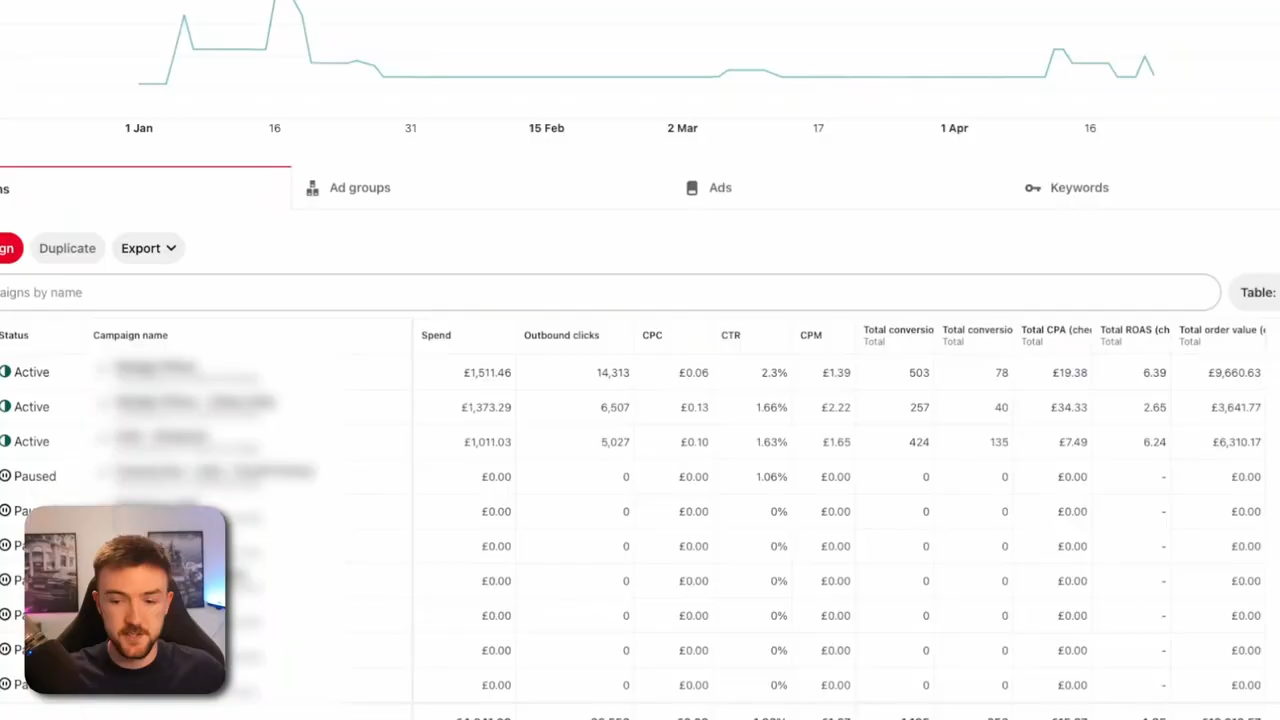 1 Jan 16 31 15 Feb 2 Mar 17 1 Apr 16
ns Ad groups Ads Keywords
gn Duplicate Export
aigns by name Table:
Status Campaign name Spend Outbound clicks CPC CTR CPM Total conversio Total conversio Total CPA (chec Total ROAS (ch Total order value (
Total Total Total Total Total
Active £1,511.46 14,313 £0.06 2.3% £1.39 503 78 £19.38 6.39 £9,660.63
Active £1,373.29 6,507 £0.13 1.66% £2.22 257 40 £34.33 2.65 £3,641.77
Active £1,011.03 5,027 £0.10 1.63% £1.65 424 135 £7.49 6.24 £6,310.17
Paused £0.00 0 £0.00 1.06% £0.00 0 0 £0.00 - £0.00
Pau £0.00 0 £0.00 0% £0.00 0 0 £0.00 - £0.00
Pa £0.00 0 £0.00 0% £0.00 0 0 £0.00 - £0.00
Pa £0.00 0 £0.00 0% £0.00 0 0 £0.00 - £0.00
Pa £0.00 0 £0.00 0% £0.00 0 0 £0.00 - £0.00
Pa £0.00 0 £0.00 0% £0.00 0 0 £0.00 - £0.00
Pa £0.00 0 £0.00 0% £0.00 0 0 £0.00 - £0.00